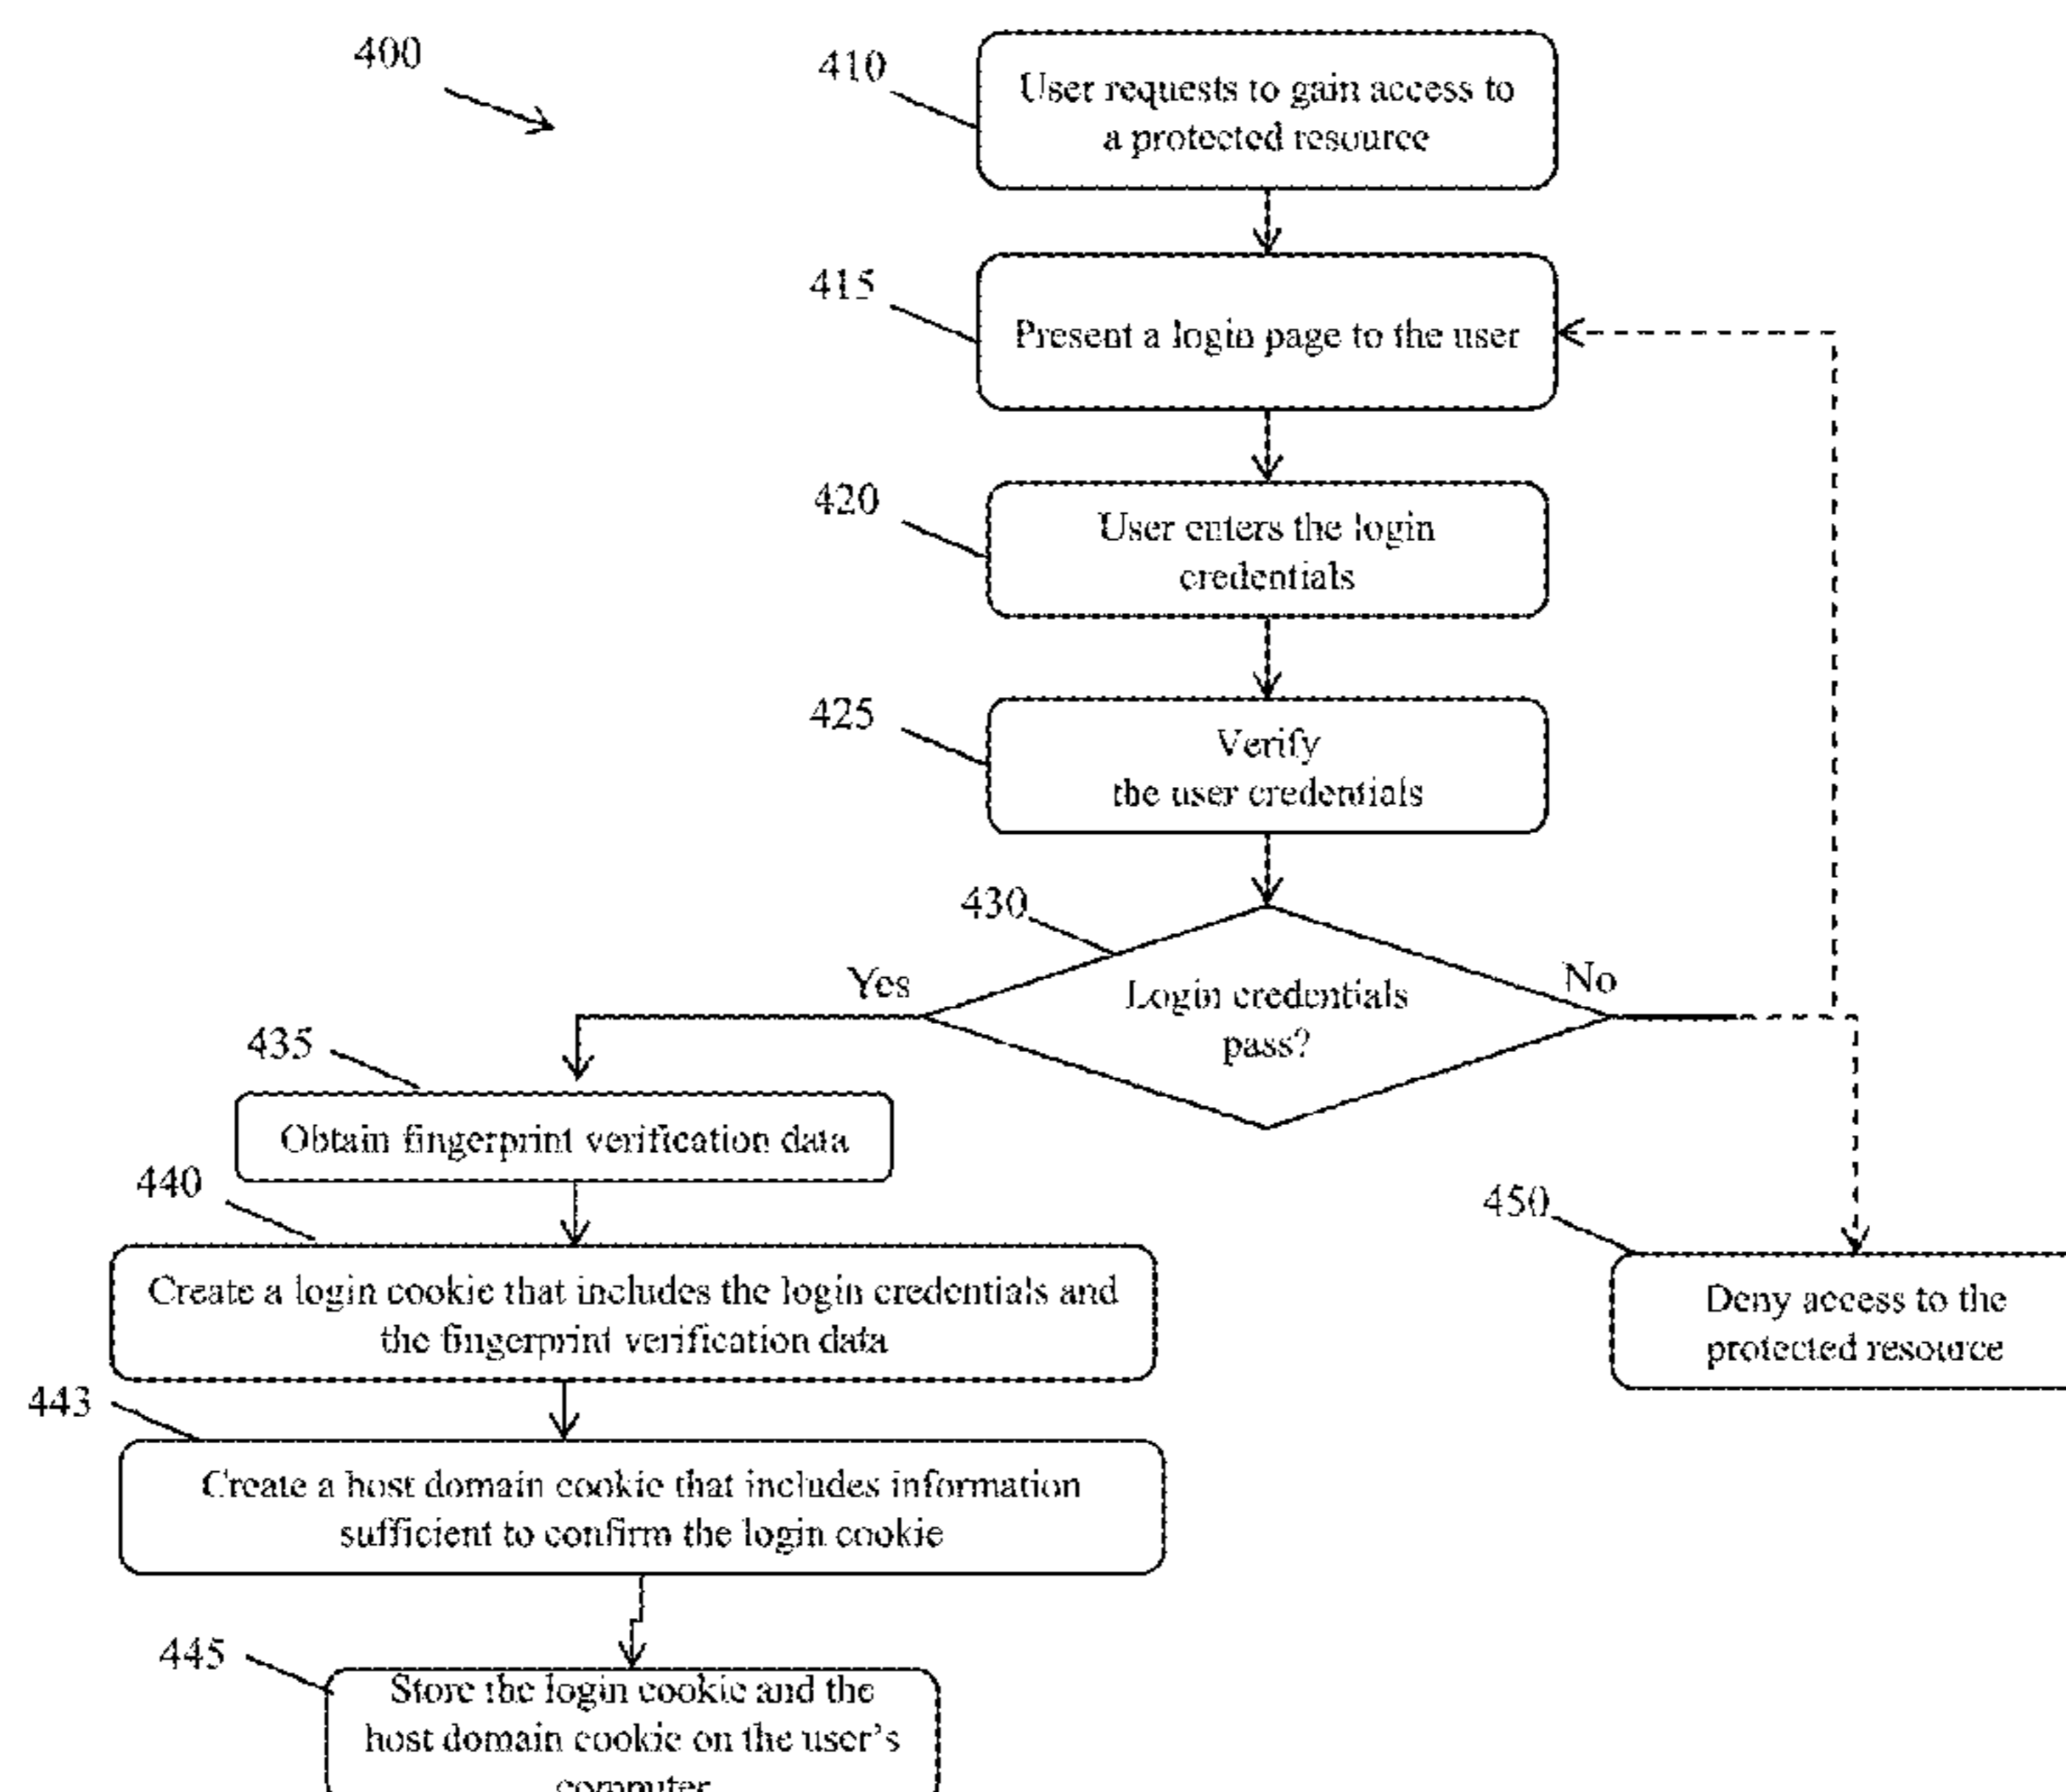 400
410
User requests to gain access to
a protected resource
415
Present a login page to the user
420
User enters the login
credentials
425
Verify
the user credentials
430
Login credentials
pass?
Yes
No
435
Obtain fingerprint verification data
440
Create a login cookie that includes the login credentials and
the fingerprint verification data
450
Deny access to the
protected resource
443
Create a host domain cookie that includes information
sufficient to confirm the login cookie
445
Store the login cookie and the
host domain cookie on the user's
computer